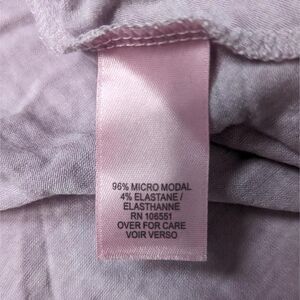 96% MICRO MODAL
4% ELASTANE /
ELASTHANNE
RN 106551
OVER FOR CARE
VOIR VERSO